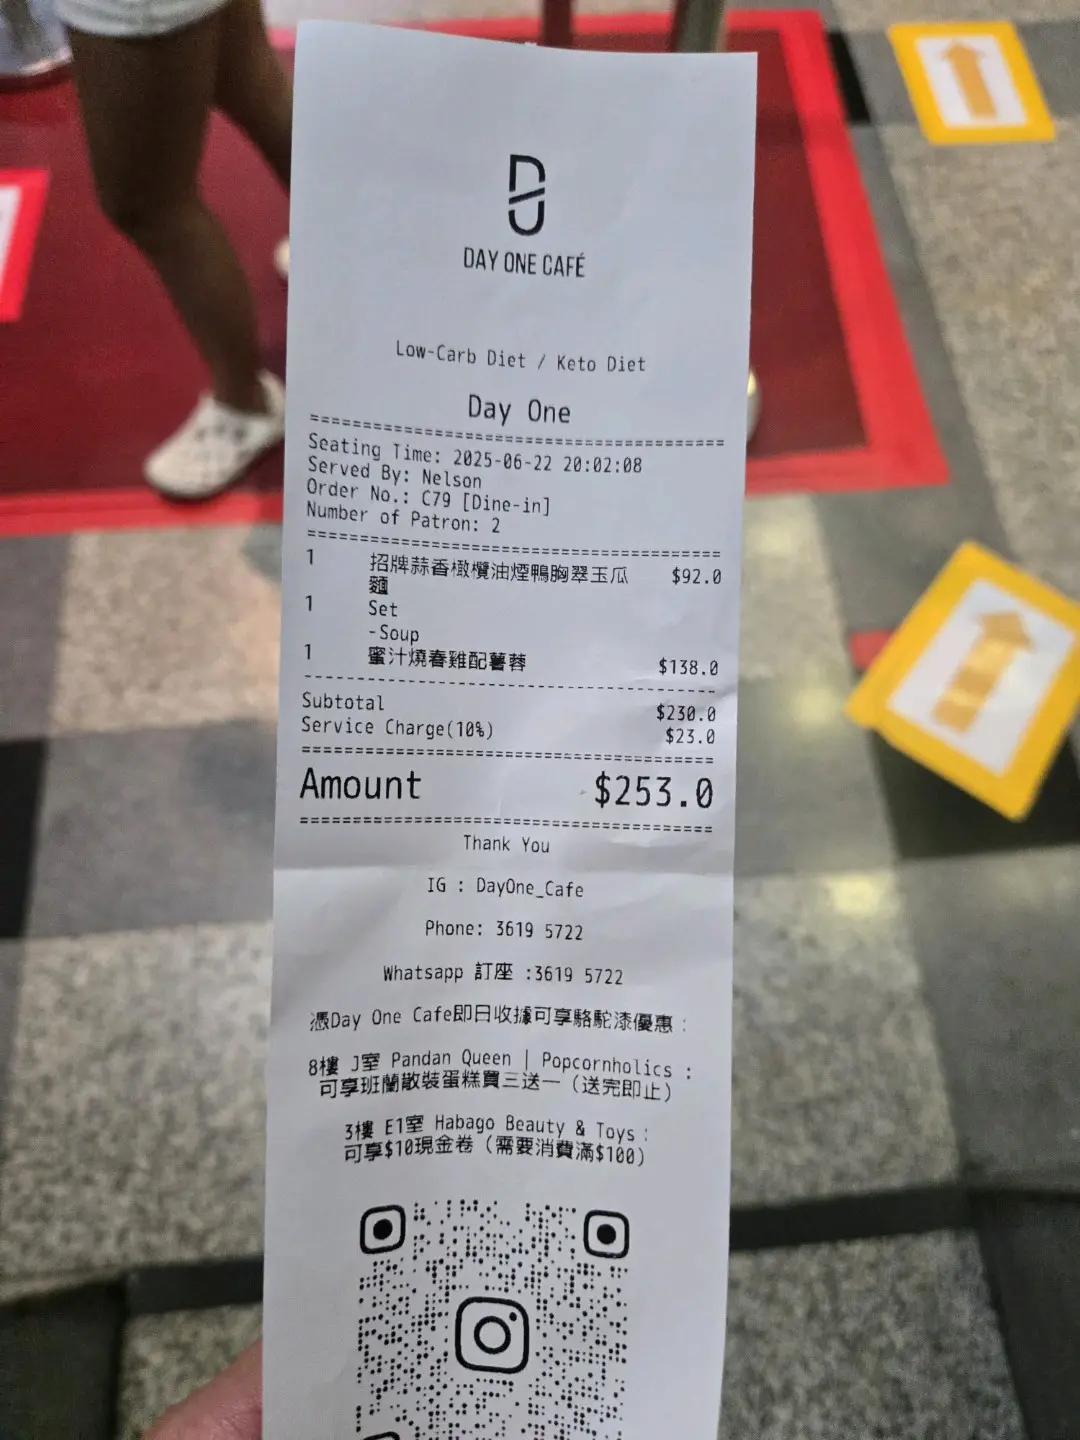 DAY ONE CAFÉ
Low-Carb Diet / Keto Diet
Day One
Seating Time: 2025-06-22 20:02:08
Served By: Nelson
Order No.: C79 [Dine-in]
Number of Patron: 2
1 招牌蒜香橄欖油煙鴨胸翠玉瓜 $92.0
麵
1 Set
-Soup
1 蜜汁燒春雞配薯蓉 $138.0
Subtotal $230.0
Service Charge(10%) $23.0
Amount $253.0
Thank You
IG : DayOne_Cafe
Phone: 3619 5722
Whatsapp 訂座 :3619 5722
憑Day One Cafe即日收據可享駱駝漆優惠：
8樓 J室 Pandan Queen | Popcornholics :
可享班蘭散裝蛋糕買三送一（送完即止）
3樓 E1室 Habago Beauty & Toys：
可享$10現金卷（需要消費滿$100）